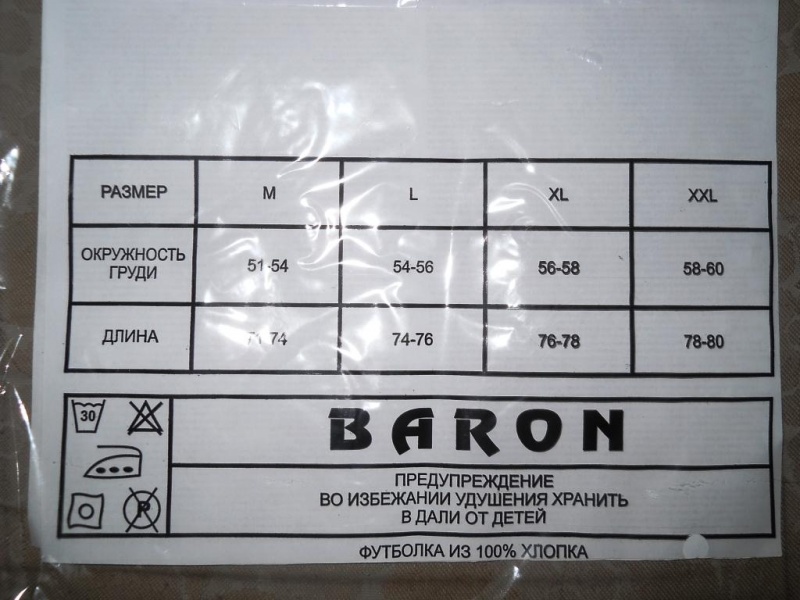 РАЗМЕР M L XL XXL
ОКРУЖНОСТЬ
ГРУДИ 51-54 54-56 56-58 58-60
ДЛИНА 71-74 74-76 76-78 78-80
30
BARON
P
ПРЕДУПРЕЖДЕНИЕ
ВО ИЗБЕЖАНИИ УДУШЕНИЯ ХРАНИТЬ
В ДАЛИ ОТ ДЕТЕЙ
ФУТБОЛКА ИЗ 100% ХЛОПКА